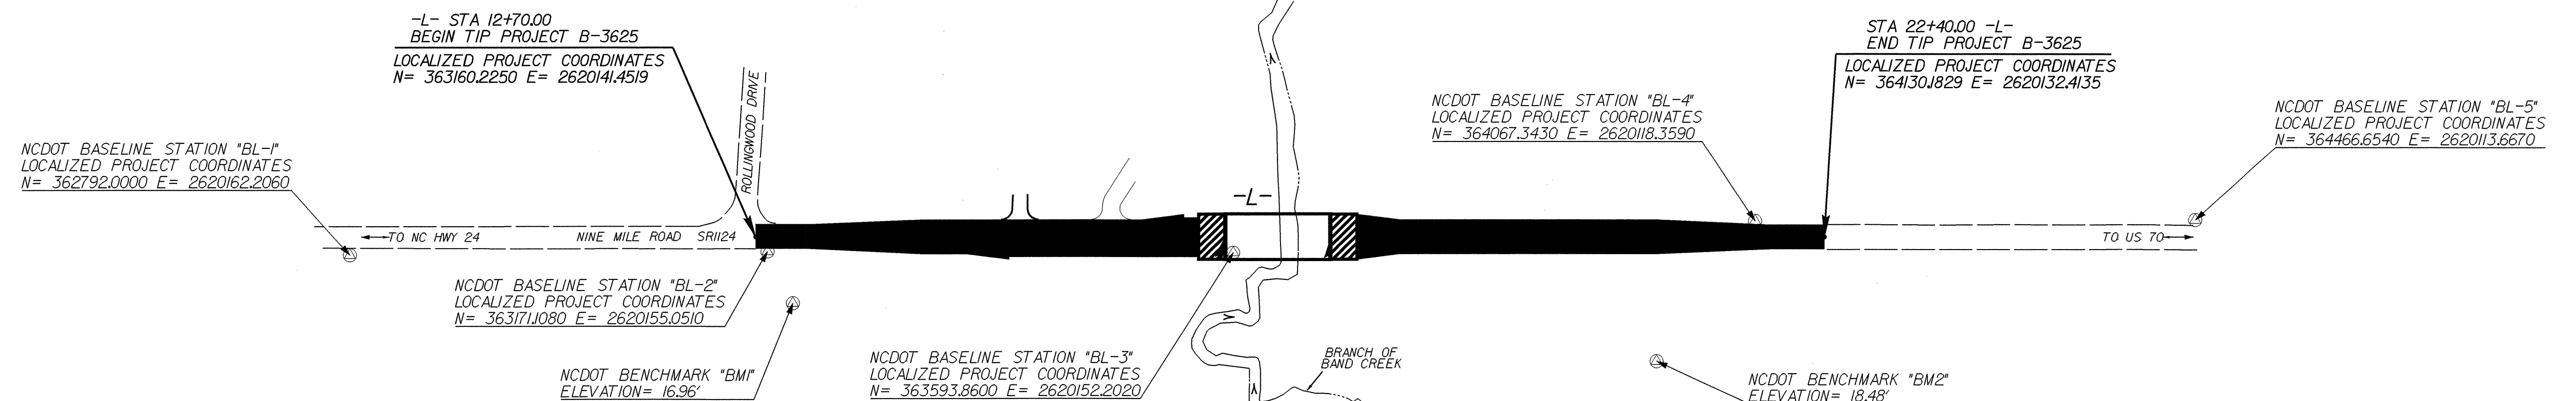 -L- STA 12+70.00
BEGIN TIP PROJECT B-3625
LOCALIZED PROJECT COORDINATES
N= 363160.2250 E= 2620141.4519
STA 22+40.00 -L-
END TIP PROJECT B-3625
LOCALIZED PROJECT COORDINATES
N= 364130.1829 E= 2620132.4135
NCDOT BASELINE STATION "BL-4"
LOCALIZED PROJECT COORDINATES
N= 364067.3430 E= 2620118.3590
NCDOT BASELINE STATION "BL-5"
LOCALIZED PROJECT COORDINATES
N= 364466.6540 E= 2620113.6670
NCDOT BASELINE STATION "BL-1"
LOCALIZED PROJECT COORDINATES
N= 362792.0000 E= 2620162.2060
ROLLINGWOOD DRIVE
-L-
TO NC HWY 24
NINE MILE ROAD SR1124
TO US 70
NCDOT BASELINE STATION "BL-2"
LOCALIZED PROJECT COORDINATES
N= 363171.1080 E= 2620155.0510
NCDOT BASELINE STATION "BL-3"
LOCALIZED PROJECT COORDINATES
N= 363593.8600 E= 2620152.2020
BRANCH OF
BAND CREEK
NCDOT BENCHMARK "BM1"
ELEVATION= 16.96'
NCDOT BENCHMARK "BM2"
ELEVATION= 18.48'